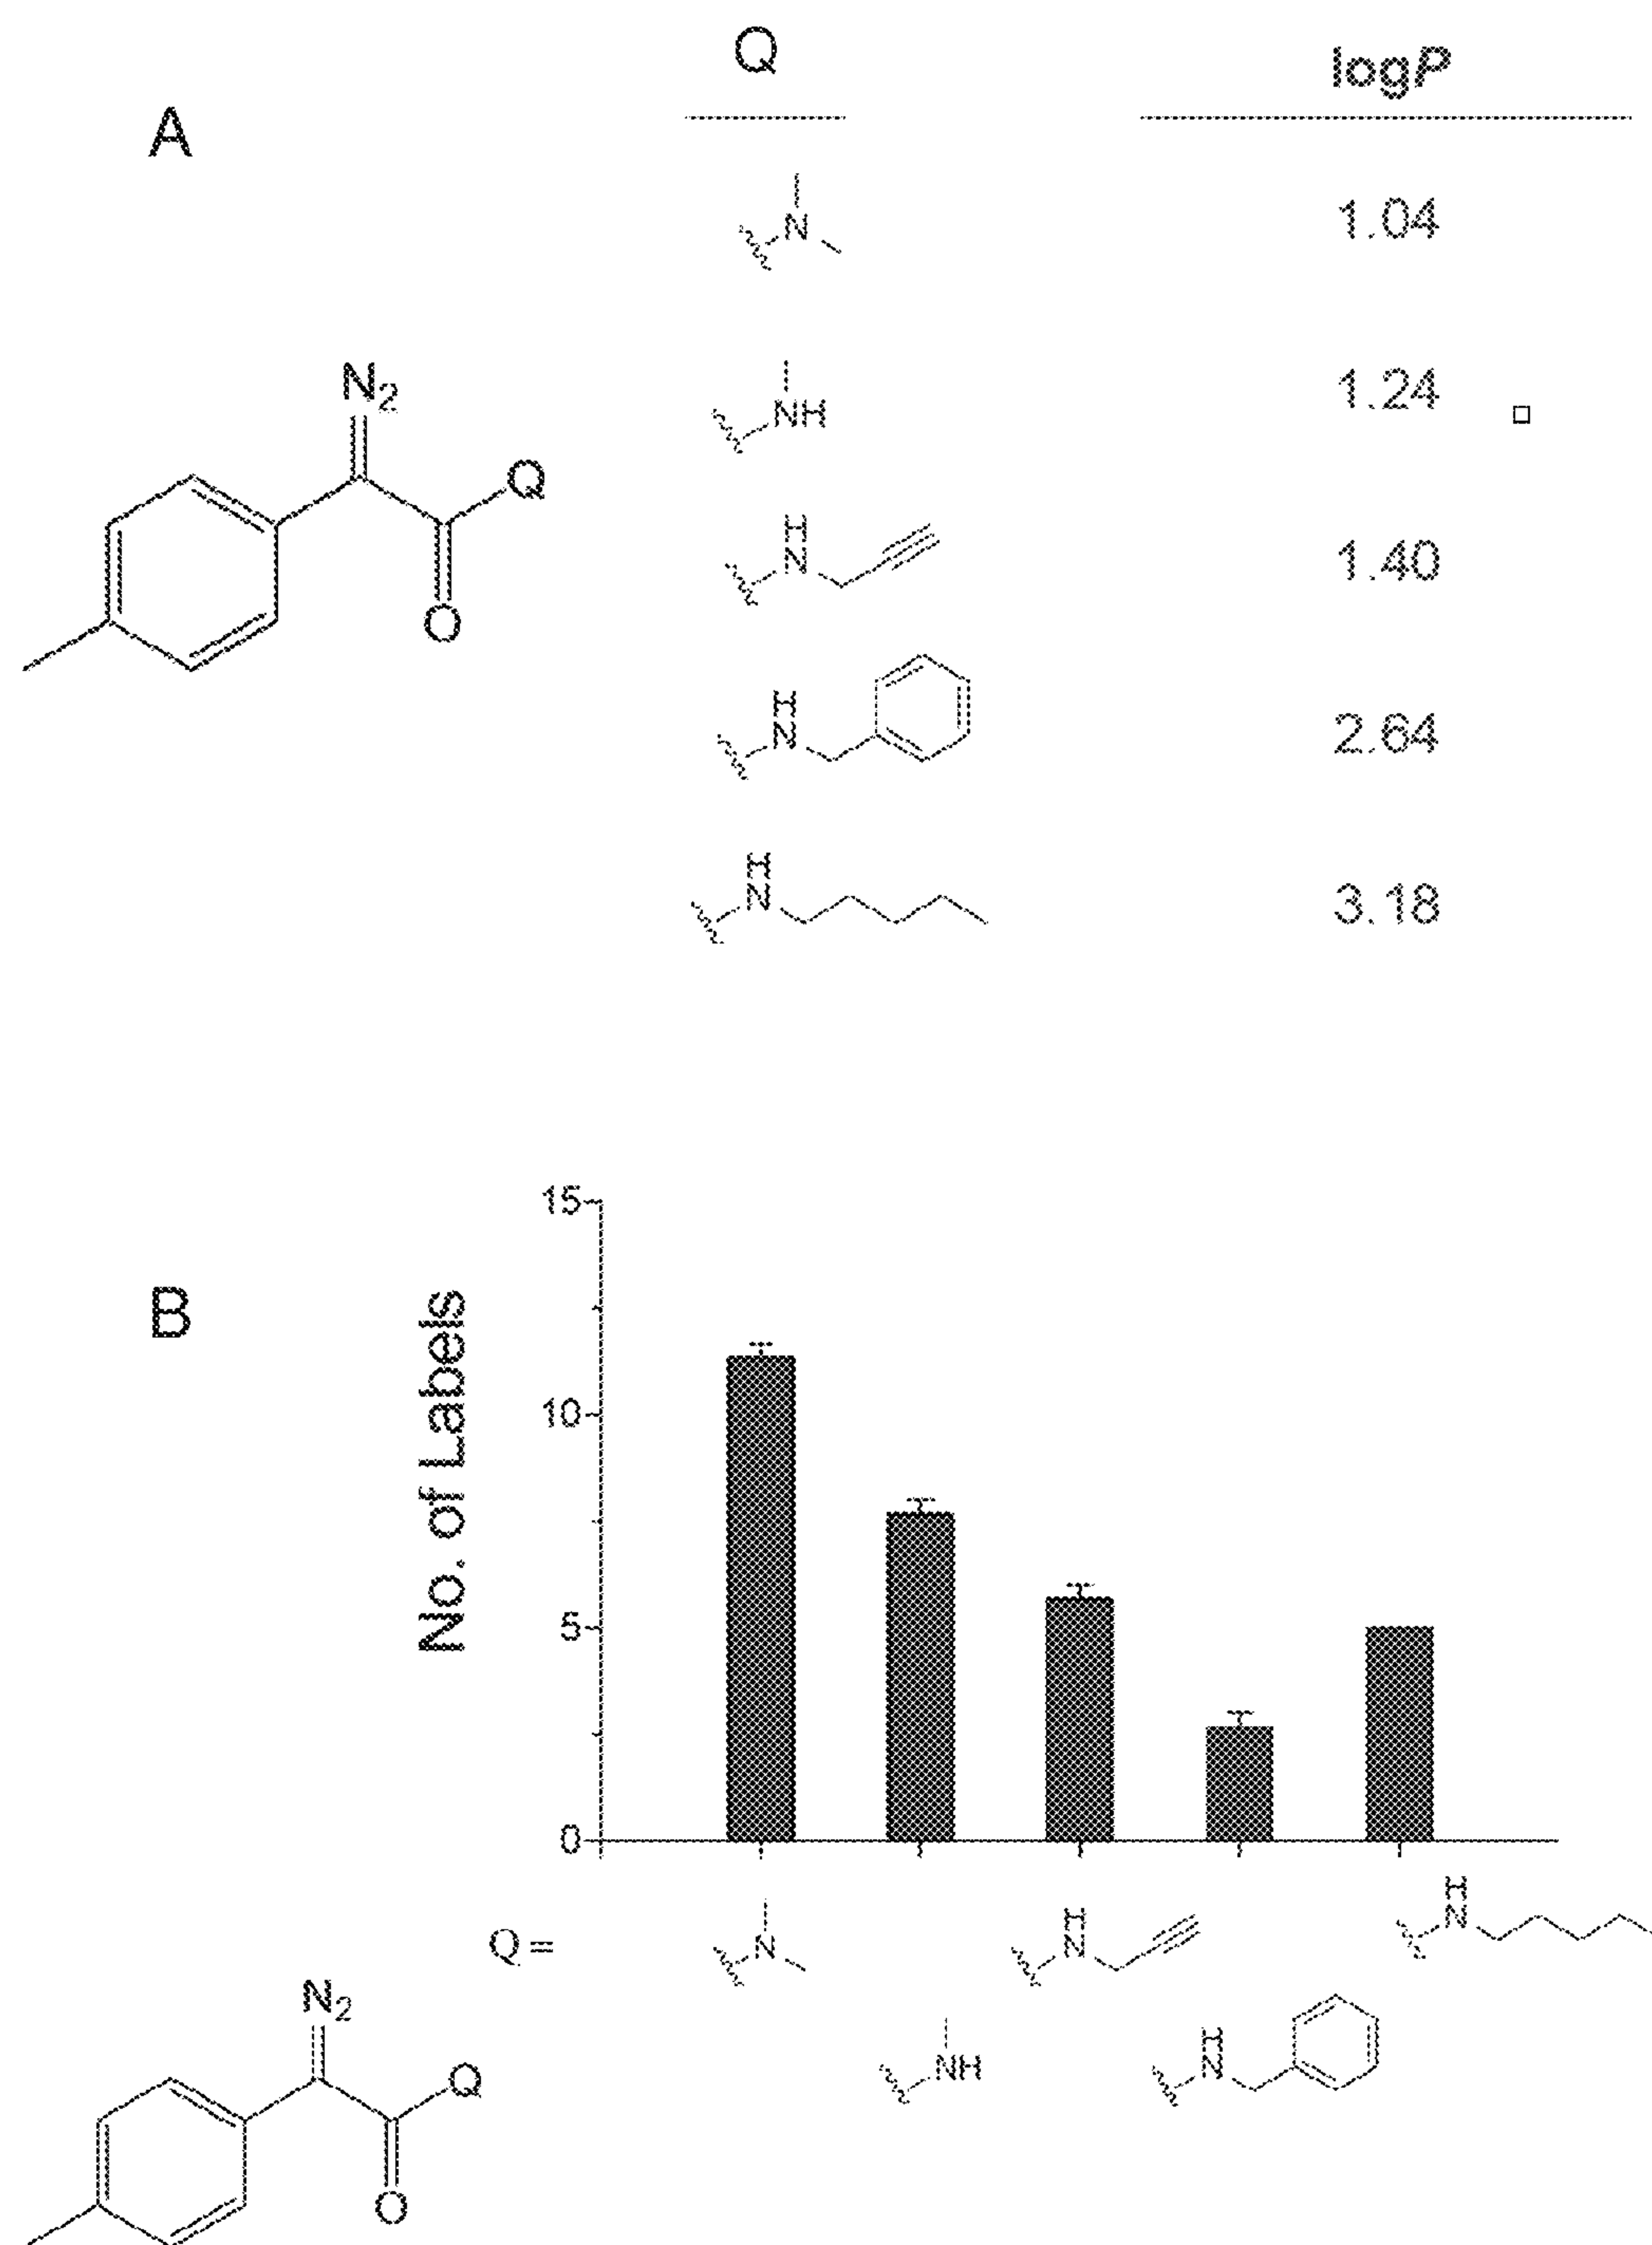 Q logP
A
N 1.04
NH 1.24
N₂
Q
H
N 1.40
O
H
N 2.64
H
N 3.18
B
No. of Labels
15
10
5
0
Q =
N
H
N
H
N
NH
H
N
N₂
Q
O